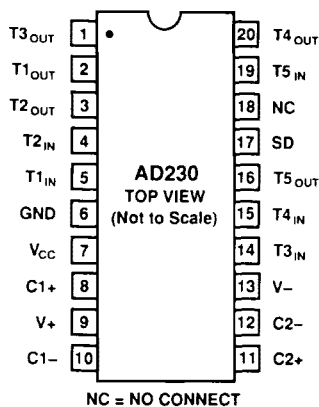 T3OUT 1 20 T4OUT
T1OUT 2 19 T5IN
T2OUT 3 18 NC
T2IN 4 17 SD
T1IN 5 AD230 16 T5OUT
TOP VIEW
GND 6 (Not to Scale) 15 T4IN
VCC 7 14 T3IN
C1+ 8 13 V–
V+ 9 12 C2–
C1– 10 11 C2+
NC = NO CONNECT